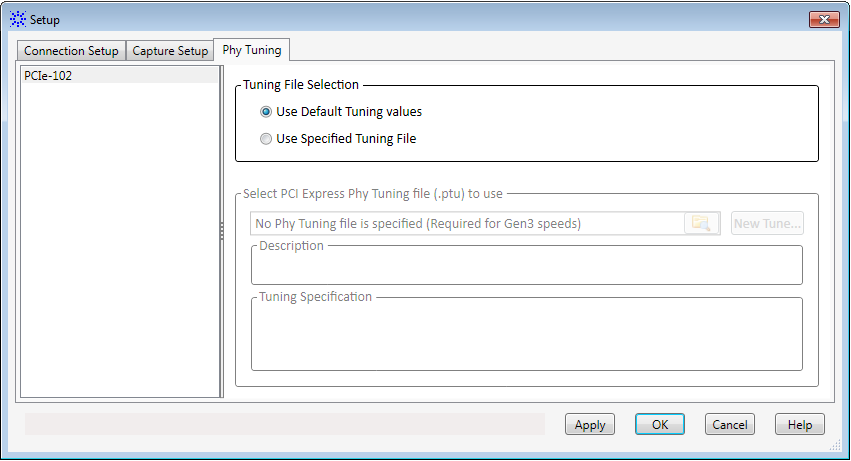 Setup
Connection Setup Capture Setup Phy Tuning
PCIe-102
Tuning File Selection
Use Default Tuning values
Use Specified Tuning File
Select PCI Express Phy Tuning file (.ptu) to use
No Phy Tuning file is specified (Required for Gen3 speeds) New Tune...
Description
Tuning Specification
Apply OK Cancel Help